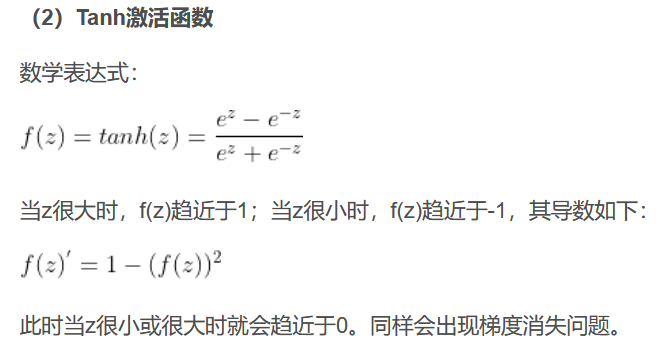 （2）Tanh激活函数
数学表达式：
f(z) = tanh(z) = \frac{e^z - e^{-z}}{e^z + e^{-z}}
当z很大时，f(z)趋近于1；当z很小时，f(z)趋近于-1，其导数如下：
f(z)′ = 1 − (f(z))²
此时当z很小或很大时就会趋近于0。同样会出现梯度消失问题。